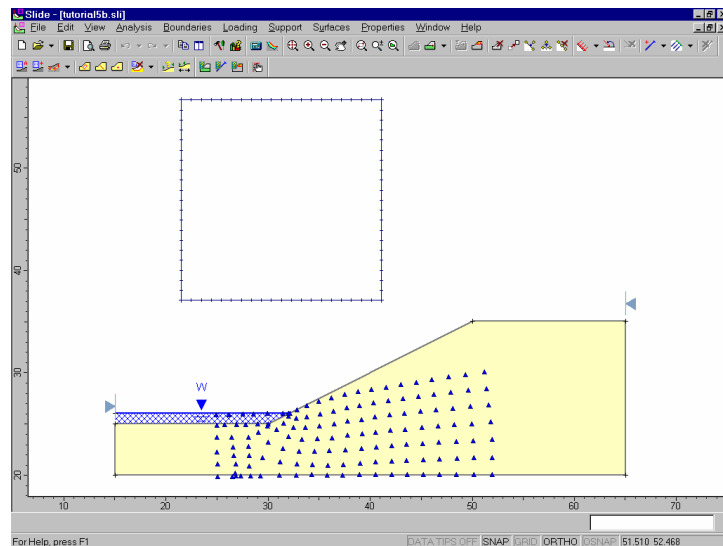 Slide - [tutorial5b.sli]
File Edit View Analysis Boundaries Loading Support Surfaces Properties Window Help
50
40
30
20
W
10 20 30 40 50 60 70
For Help, press F1
DATA TIPS OFF SNAP GRID ORTHO OSNAP 51.510 52.468